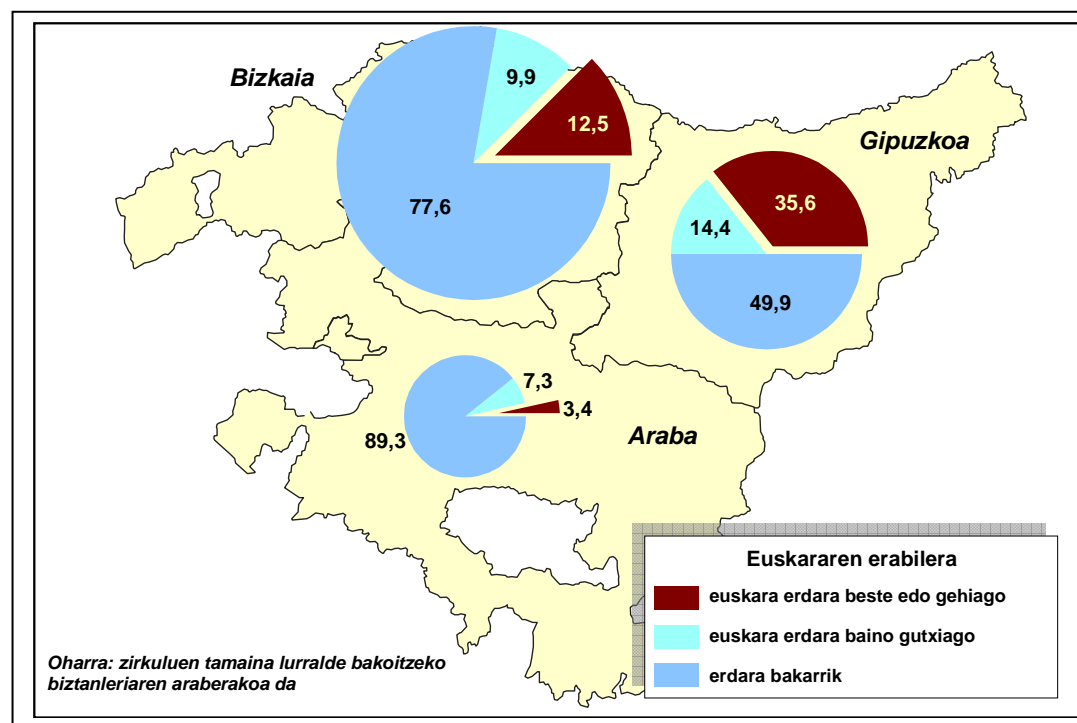 Bizkaia
9,9
12,5
77,6
Gipuzkoa
35,6
14,4
49,9
7,3
3,4
89,3
Araba
Euskararen erabilera
euskara erdara beste edo gehiago
euskara erdara baino gutxiago
erdara bakarrik
Oharra: zirkuluen tamaina lurralde bakoitzeko
biztanleriaren araberakoa da